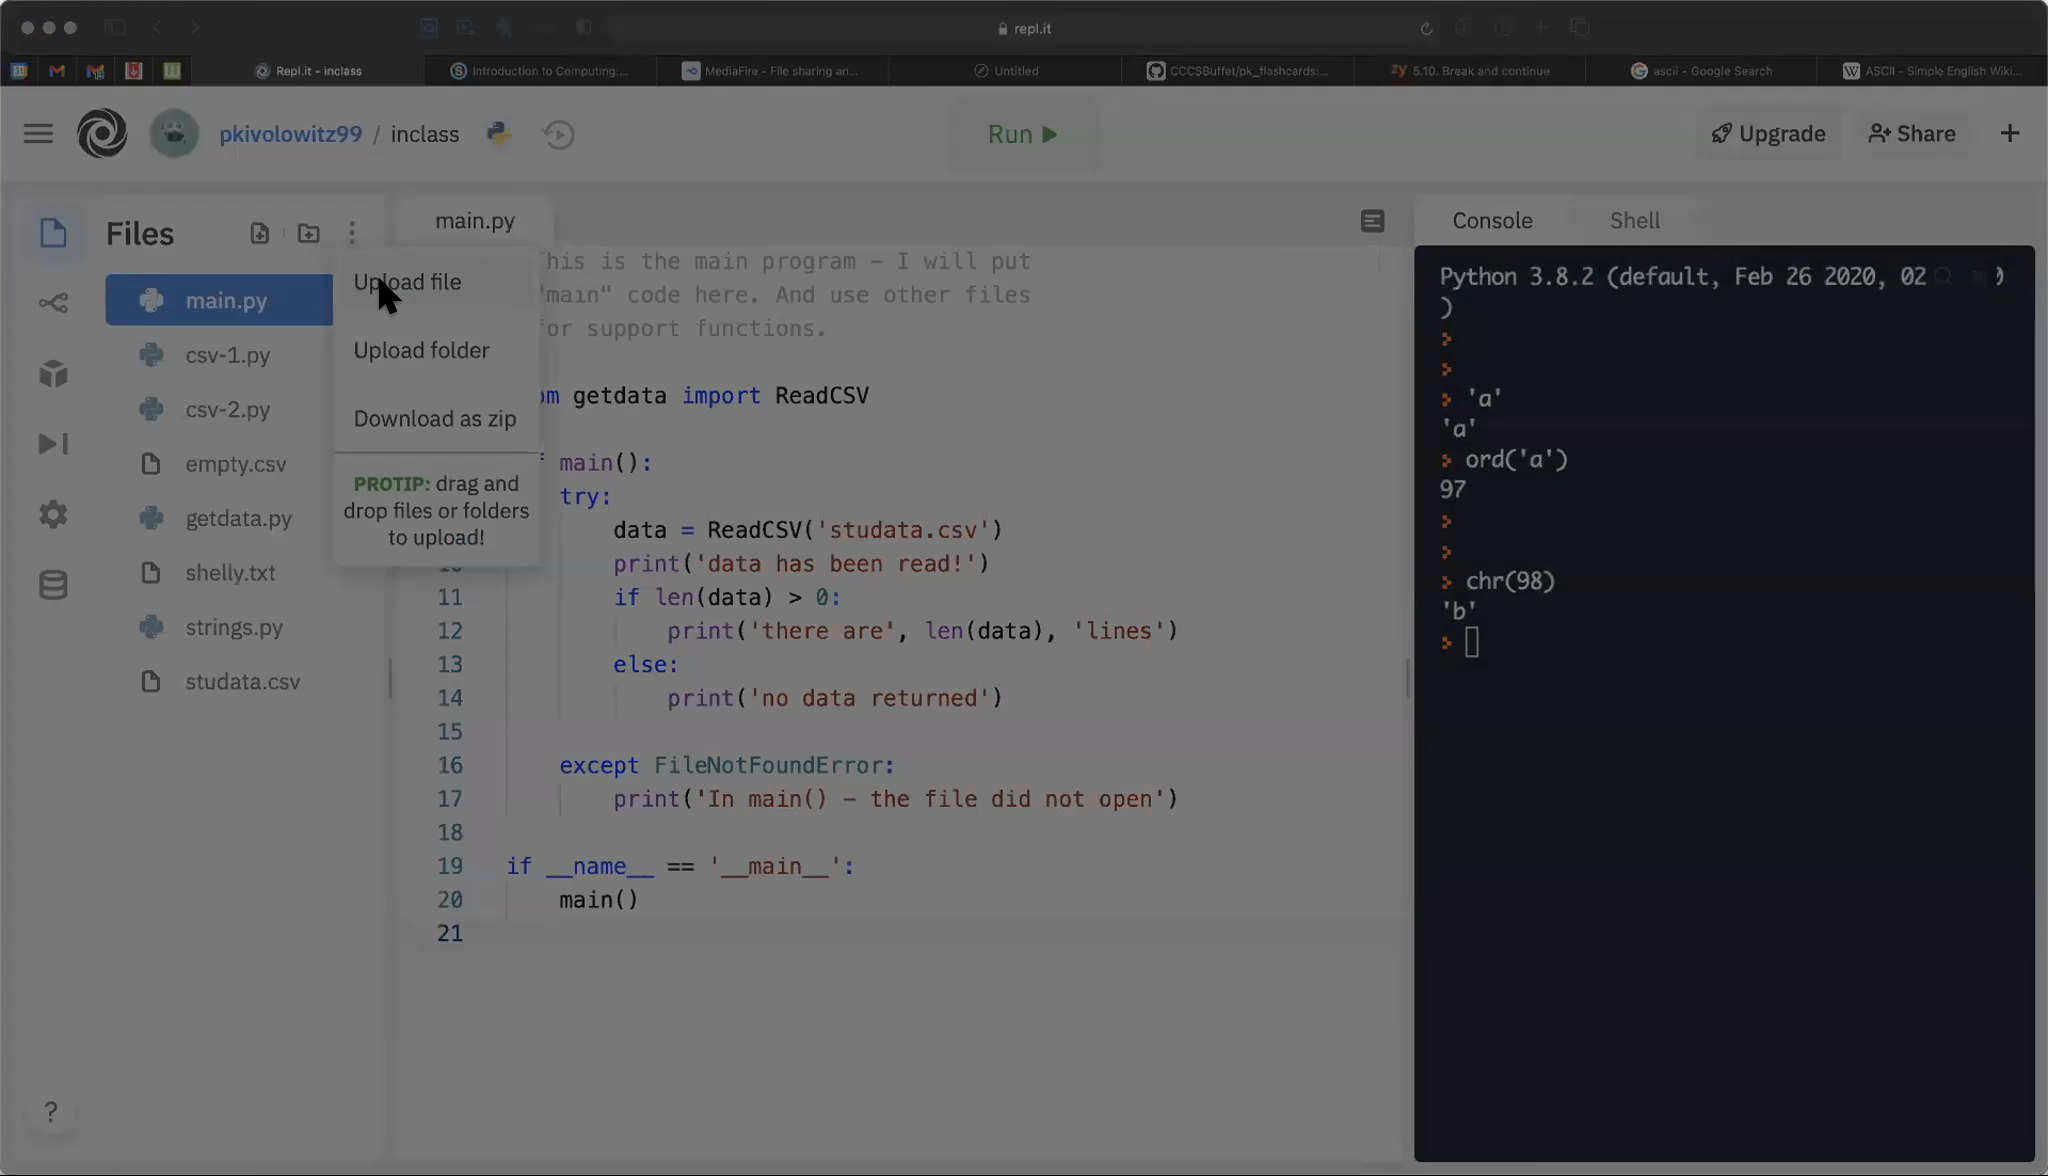 repl.it
Repl.it - inclass
Introduction to Computing:...
MediaFire - File sharing an...
Untitled
CCCSBuffet/pk_flashcards:...
zy 5.10. Break and continue
ascii - Google Search
ASCII - Simple English Wiki...
pkivolowitz99 / inclass
Run
Upgrade
Share
Files
main.py
Console
Shell
main.py
csv-1.py
csv-2.py
empty.csv
getdata.py
shelly.txt
strings.py
studata.csv
Upload file
Upload folder
Download as zip
PROTIP: drag and
drop files or folders
to upload!
his is the main program – I will put
"main" code here. And use other files
or support functions.
om getdata import ReadCSV
main():
try:
data = ReadCSV('studata.csv')
print('data has been read!')
11 if len(data) > 0:
12 print('there are', len(data), 'lines')
13 else:
14 print('no data returned')
15
16 except FileNotFoundError:
17 print('In main() – the file did not open')
18
19 if __name__ == '__main__':
20 main()
21
Python 3.8.2 (default, Feb 26 2020, 02
)
'a'
'a'
ord('a')
97
chr(98)
'b'
?